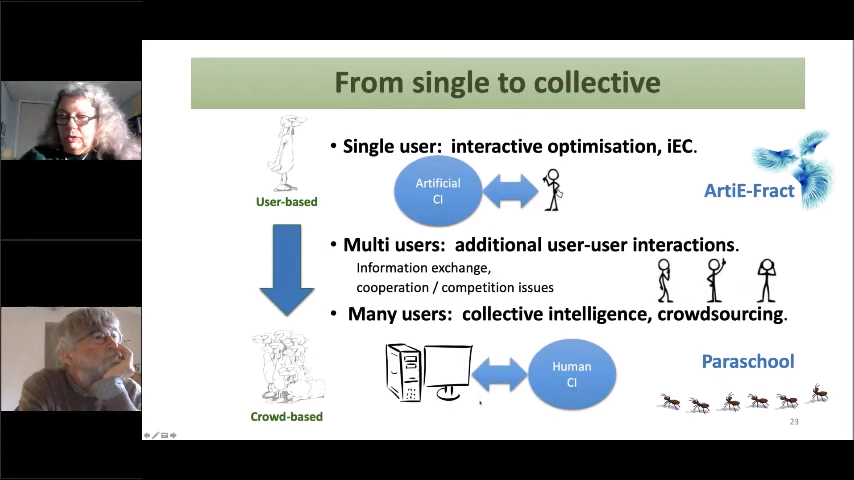 From single to collective
• Single user: interactive optimisation, iEC.
Artificial
CI
ArtiE-Fract
User-based
• Multi users: additional user-user interactions.
Information exchange,
cooperation / competition issues
• Many users: collective intelligence, crowdsourcing.
Human
CI
Paraschool
Crowd-based
23